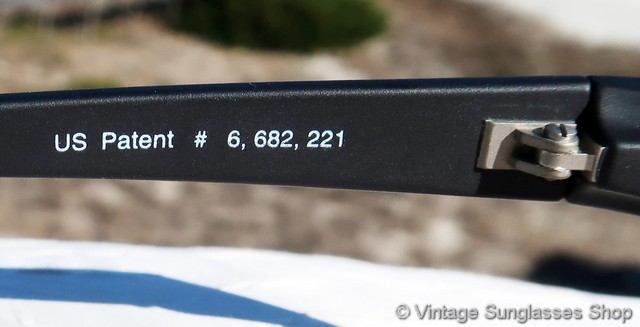 US Patent # 6, 682, 221
© Vintage Sunglasses Shop